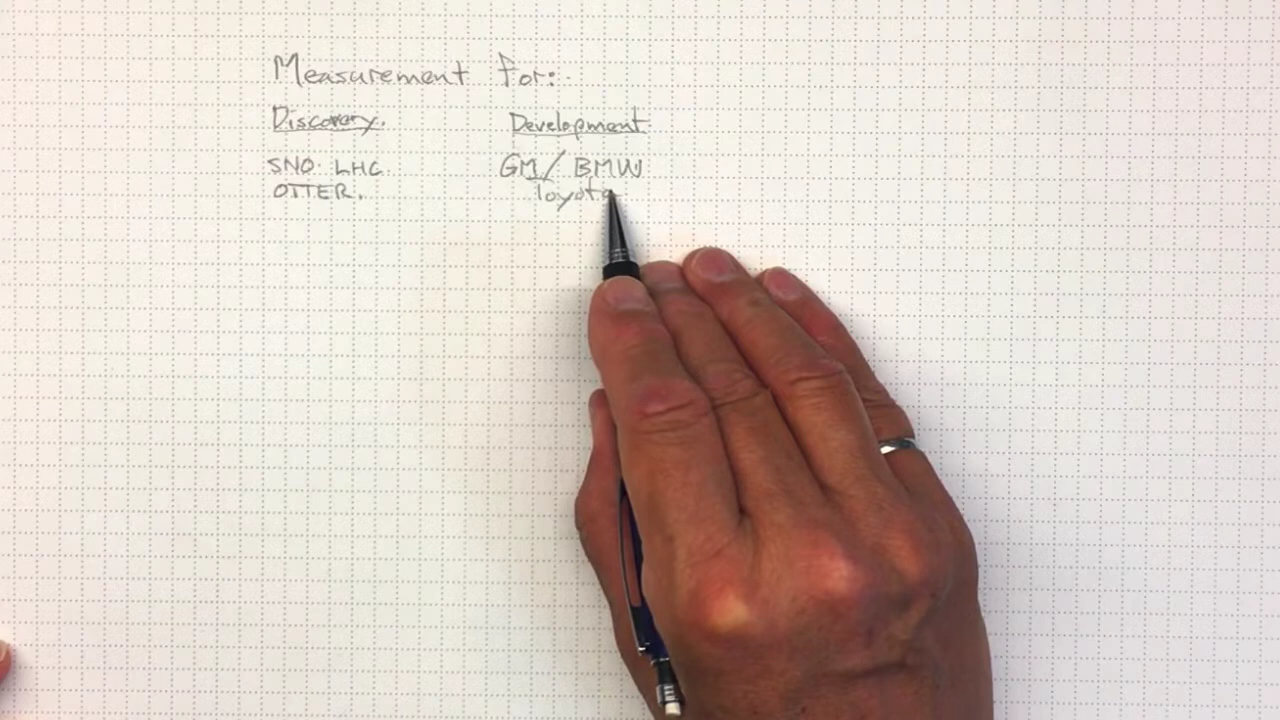 Measurement for:
Discovery. Development
SNO LHC GM/ BMW
OTTER. Toyota